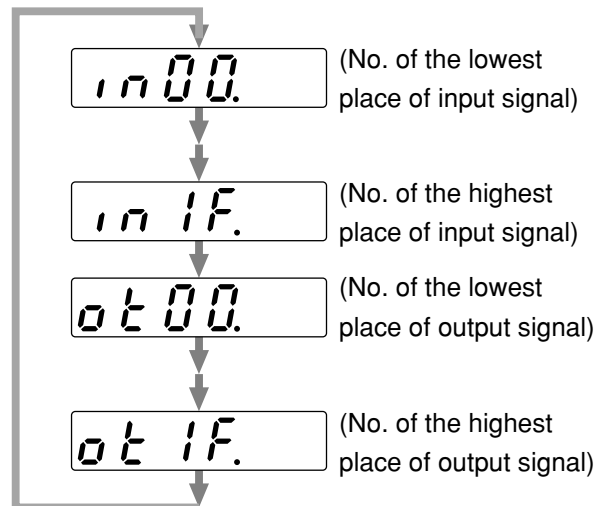 in00.
(No. of the lowest
place of input signal)
in1F.
(No. of the highest
place of input signal)
ot00.
(No. of the lowest
place of output signal)
ot1F.
(No. of the highest
place of output signal)